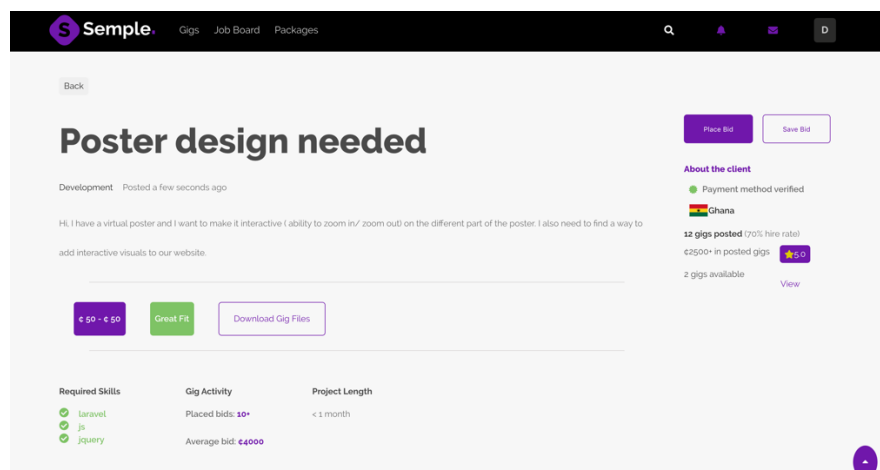 S Semple. Gigs Job Board Packages D
Back
Poster design needed
Development Posted a few seconds ago
Hi, I have a virtual poster and I want to make it interactive ( ability to zoom in/ zoom out) on the different part of the poster. I also need to find a way to
add interactive visuals to our website.
¢ 50 - ¢ 50 Great Fit Download Gig Files
Required Skills
laravel
js
jquery
Gig Activity
Placed bids: 10+
Average bid: ¢4000
Project Length
< 1 month
Place Bid Save Bid
About the client
Payment method verified
Ghana
12 gigs posted (70% hire rate)
¢2500+ in posted gigs 5.0
2 gigs available
View